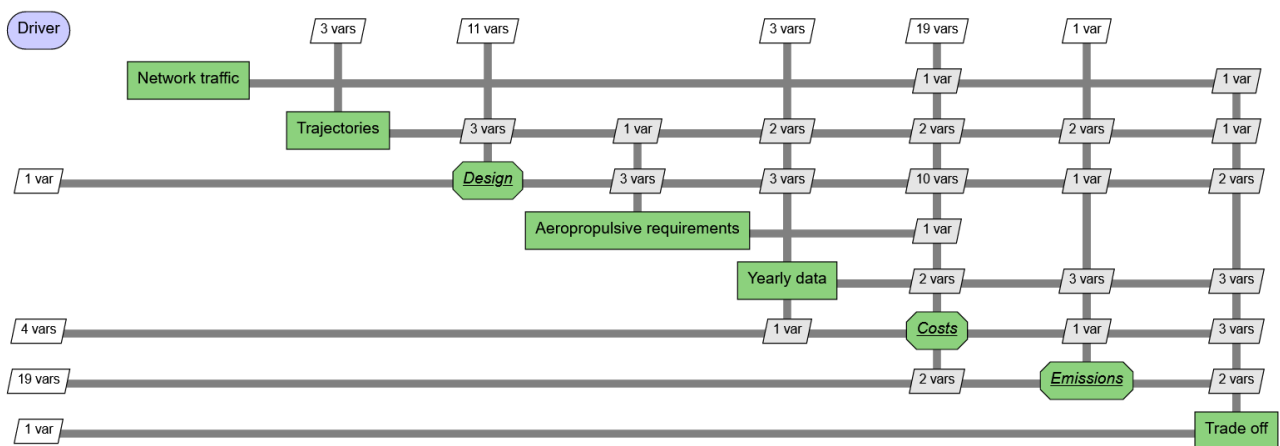 Driver
3 vars
11 vars
3 vars
19 vars
1 var
Network traffic
1 var
1 var
Trajectories
3 vars
1 var
2 vars
2 vars
2 vars
1 var
1 var
Design
3 vars
3 vars
10 vars
1 var
2 vars
Aeropropulsive requirements
1 var
Yearly data
2 vars
3 vars
3 vars
4 vars
1 var
Costs
1 var
3 vars
19 vars
2 vars
Emissions
2 vars
1 var
Trade off